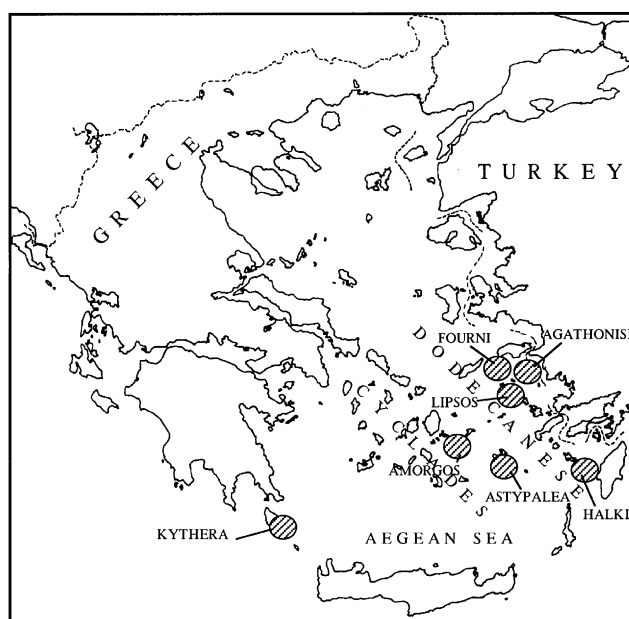 GREECE
TURKEY
FOURNI
AGATHONISI
DODECANESE
LIPSOS
CYCLADES
AMORGOS
ASTYPALEA
HALKI
KYTHERA
AEGEAN SEA